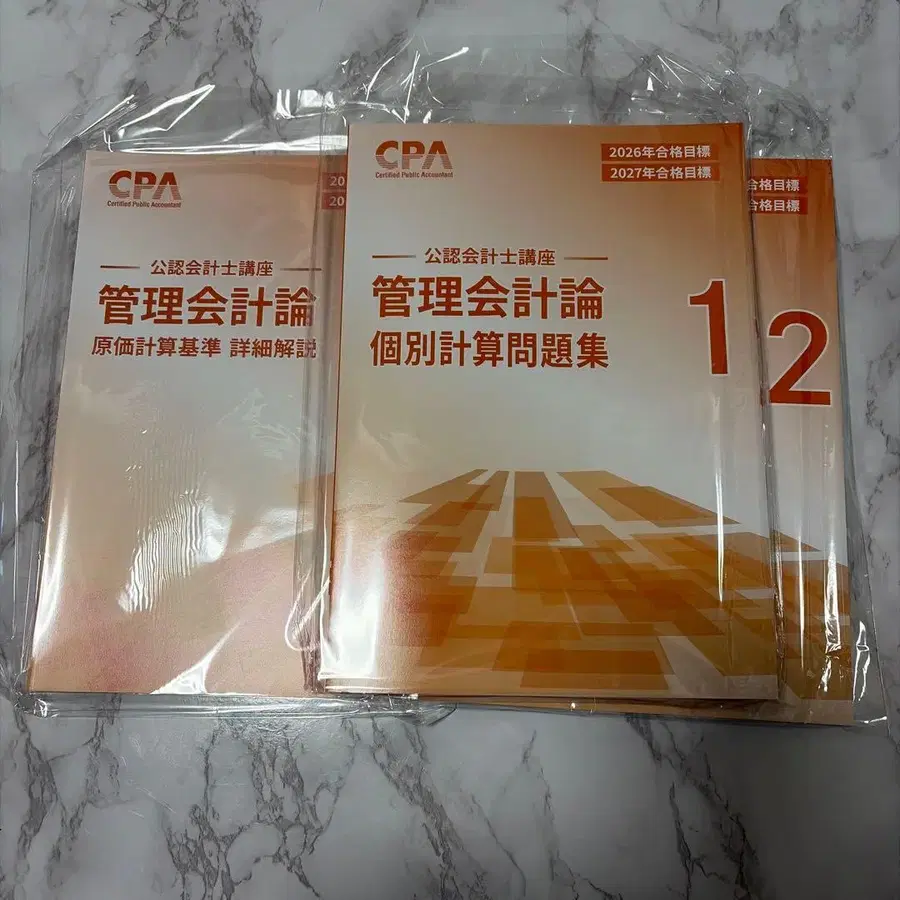 CPA
Certified Public Accountant
20
20
公認会計士講座
管理会計論
原価計算基準 詳細解説
CPA
Certified Public Accountant
2026年合格目標
2027年合格目標
公認会計士講座
管理会計論
個別計算問題集
1
合格目標
合格目標
2